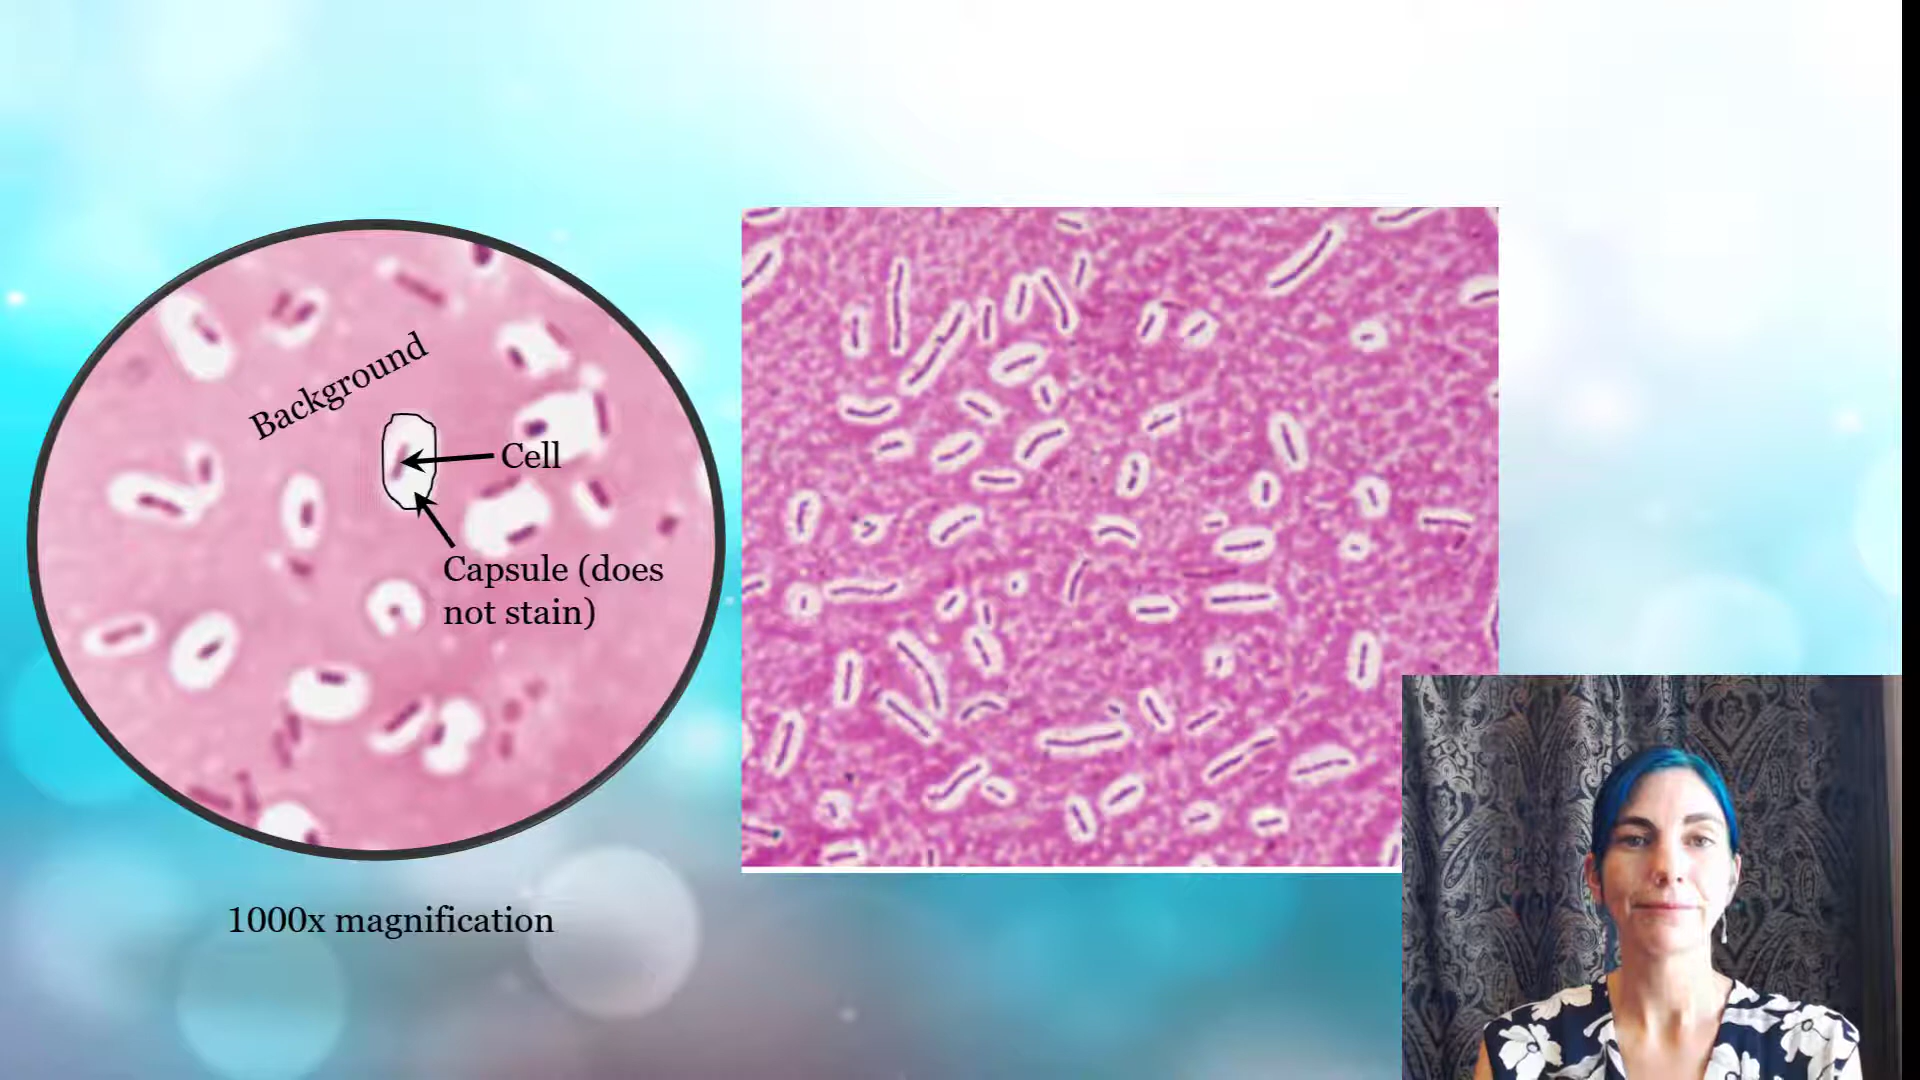 Background
Cell
Capsule (does
not stain)
1000x magnification